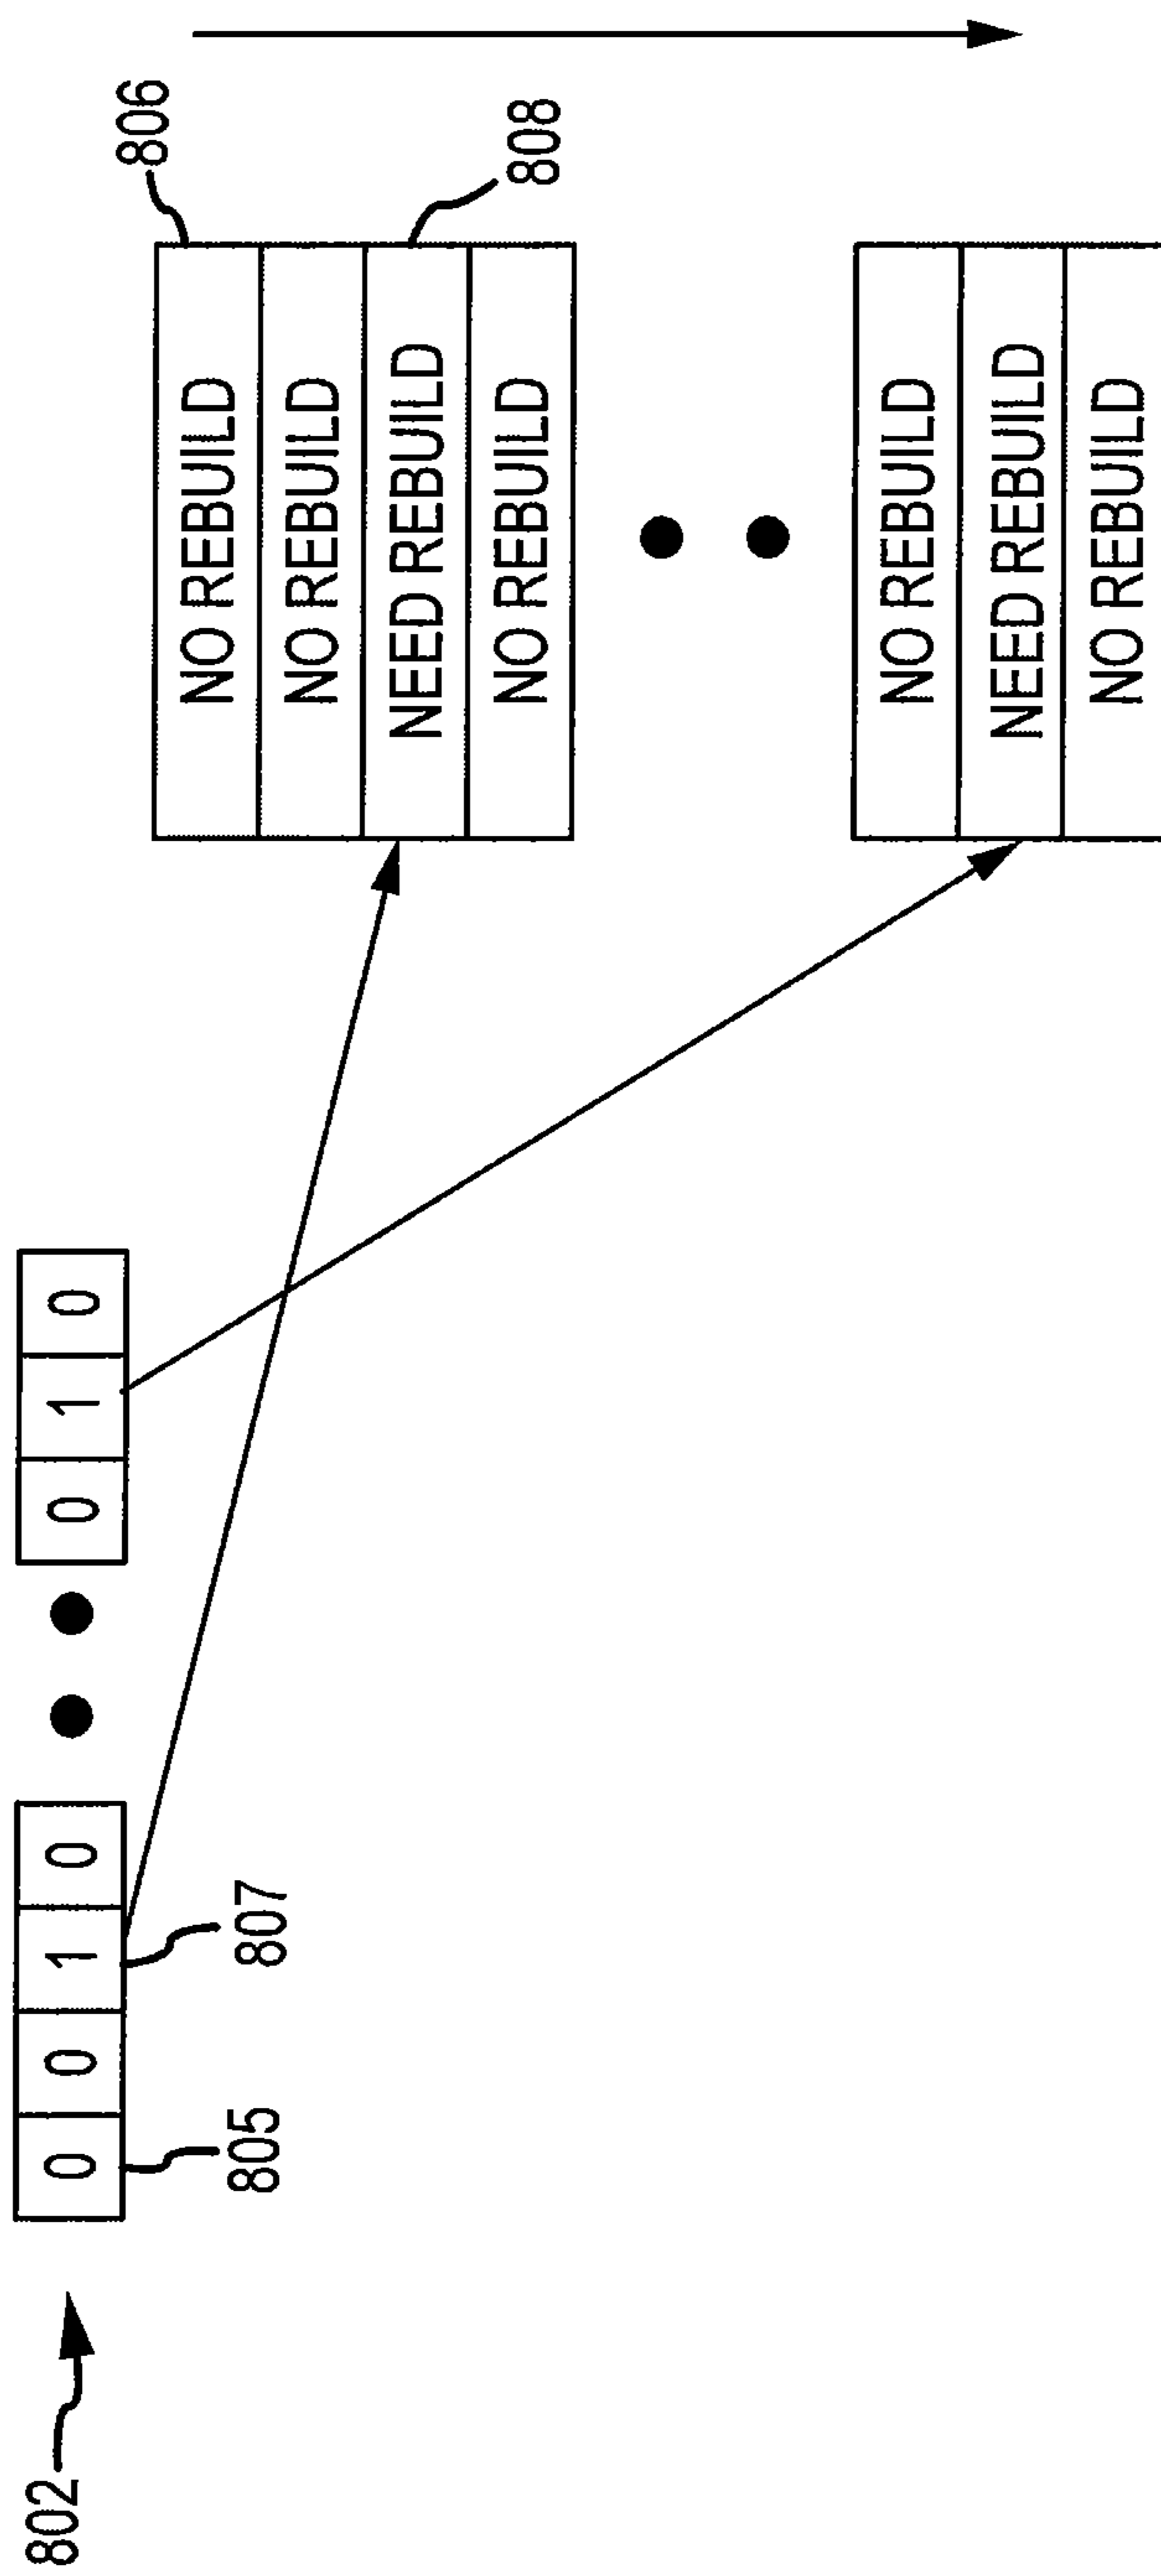 802
0 0 1 0
0 1 0
805
807
NO REBUILD
806
NO REBUILD
NEED REBUILD
808
NO REBUILD
NO REBUILD
NEED REBUILD
NO REBUILD